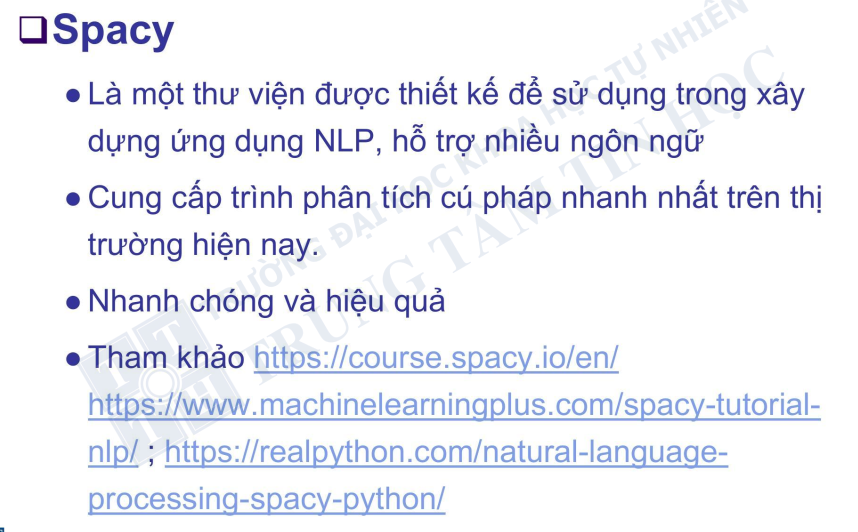 ❑Spacy
● Là một thư viện được thiết kế để sử dụng trong xây
dựng ứng dụng NLP, hỗ trợ nhiều ngôn ngữ
● Cung cấp trình phân tích cú pháp nhanh nhất trên thị
trường hiện nay.
● Nhanh chóng và hiệu quả
● Tham khảo https://course.spacy.io/en/
https://www.machinelearningplus.com/spacy-tutorial-
nlp/ ; https://realpython.com/natural-language-
processing-spacy-python/
TRƯỜNG ĐẠI HỌC KHOA HỌC TỰ NHIÊN
TRUNG TÂM TIN HỌC